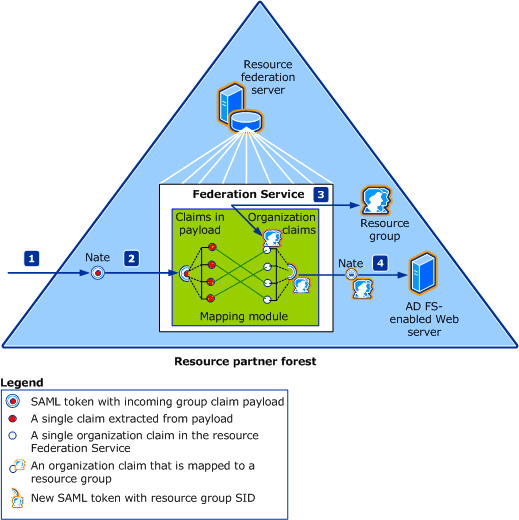 Resource
federation
server
3
Federation Service
Claims in
payload
Organization
claims
Resource
group
1
Nate
2
Nate
4
Mapping module
AD FS-
enabled Web
server
Resource partner forest
Legend
SAML token with incoming group claim payload
A single claim extracted from payload
A single organization claim in the resource
Federation Service
An organization claim that is mapped to a
resource group
New SAML token with resource group SID